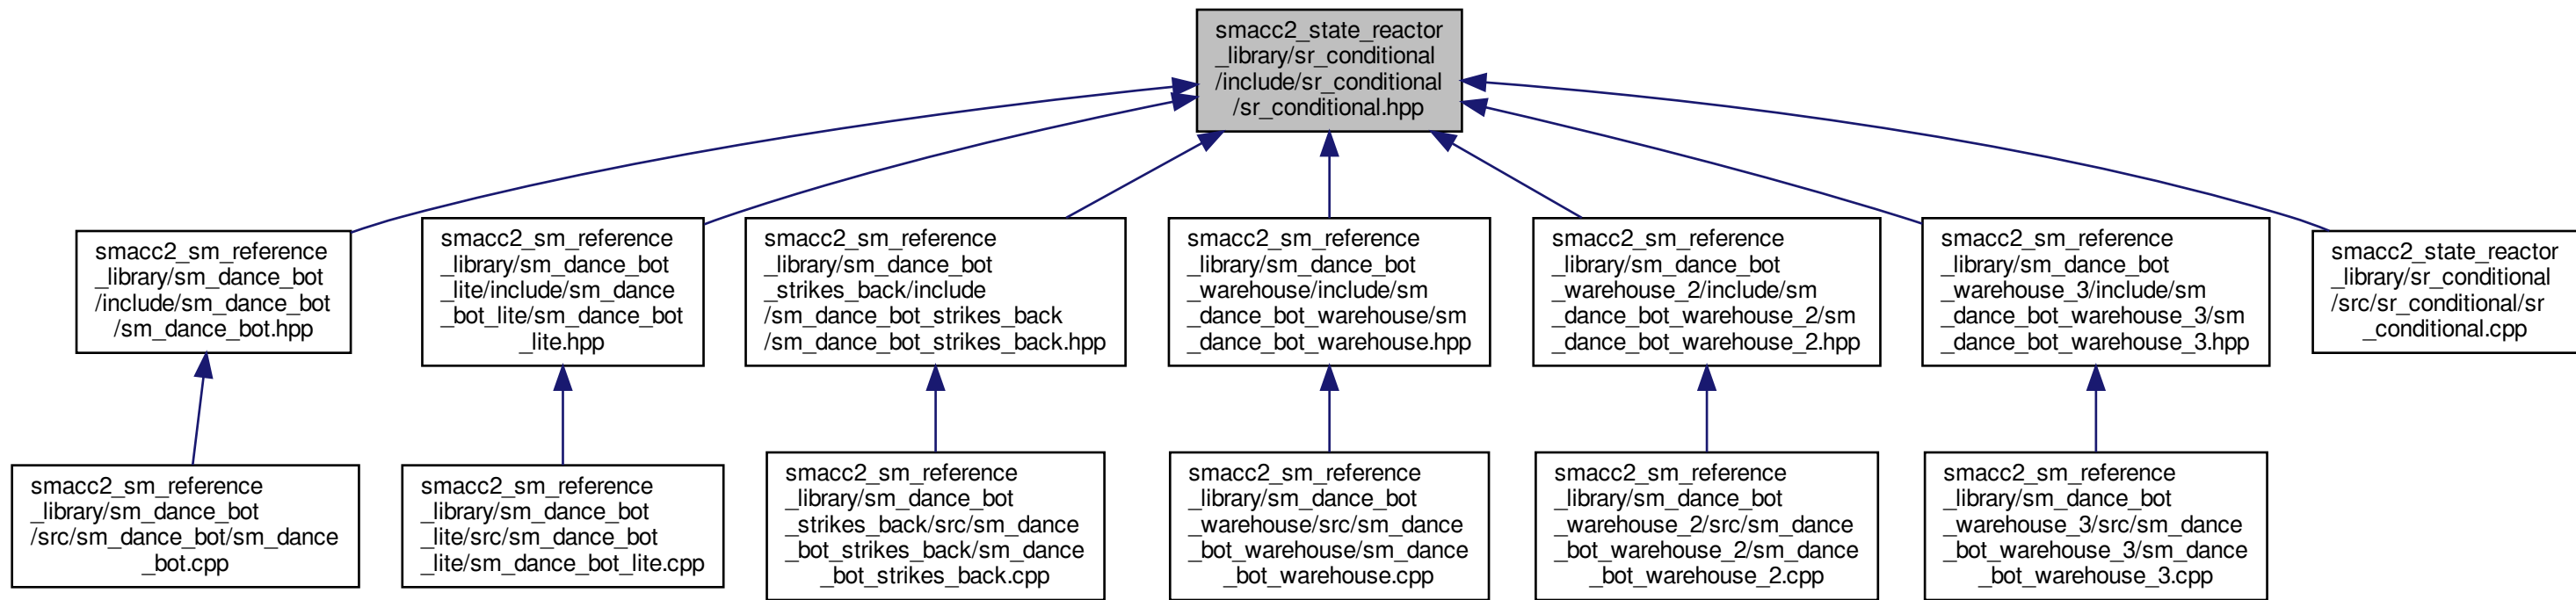 smacc2_state_reactor
_library/sr_conditional
/include/sr_conditional
/sr_conditional.hpp
smacc2_sm_reference
_library/sm_dance_bot
/include/sm_dance_bot
/sm_dance_bot.hpp
smacc2_sm_reference
_library/sm_dance_bot
_lite/include/sm_dance
_bot_lite/sm_dance_bot
_lite.hpp
smacc2_sm_reference
_library/sm_dance_bot
_strikes_back/include
/sm_dance_bot_strikes_back
/sm_dance_bot_strikes_back.hpp
smacc2_sm_reference
_library/sm_dance_bot
_warehouse/include/sm
_dance_bot_warehouse/sm
_dance_bot_warehouse.hpp
smacc2_sm_reference
_library/sm_dance_bot
_warehouse_2/include/sm
_dance_bot_warehouse_2/sm
_dance_bot_warehouse_2.hpp
smacc2_sm_reference
_library/sm_dance_bot
_warehouse_3/include/sm
_dance_bot_warehouse_3/sm
_dance_bot_warehouse_3.hpp
smacc2_state_reactor
_library/sr_conditional
/src/sr_conditional/sr
_conditional.cpp
smacc2_sm_reference
_library/sm_dance_bot
/src/sm_dance_bot/sm_dance
_bot.cpp
smacc2_sm_reference
_library/sm_dance_bot
_lite/src/sm_dance_bot
_lite/sm_dance_bot_lite.cpp
smacc2_sm_reference
_library/sm_dance_bot
_strikes_back/src/sm_dance
_bot_strikes_back/sm_dance
_bot_strikes_back.cpp
smacc2_sm_reference
_library/sm_dance_bot
_warehouse/src/sm_dance
_bot_warehouse/sm_dance
_bot_warehouse.cpp
smacc2_sm_reference
_library/sm_dance_bot
_warehouse_2/src/sm_dance
_bot_warehouse_2/sm_dance
_bot_warehouse_2.cpp
smacc2_sm_reference
_library/sm_dance_bot
_warehouse_3/src/sm_dance
_bot_warehouse_3/sm_dance
_bot_warehouse_3.cpp